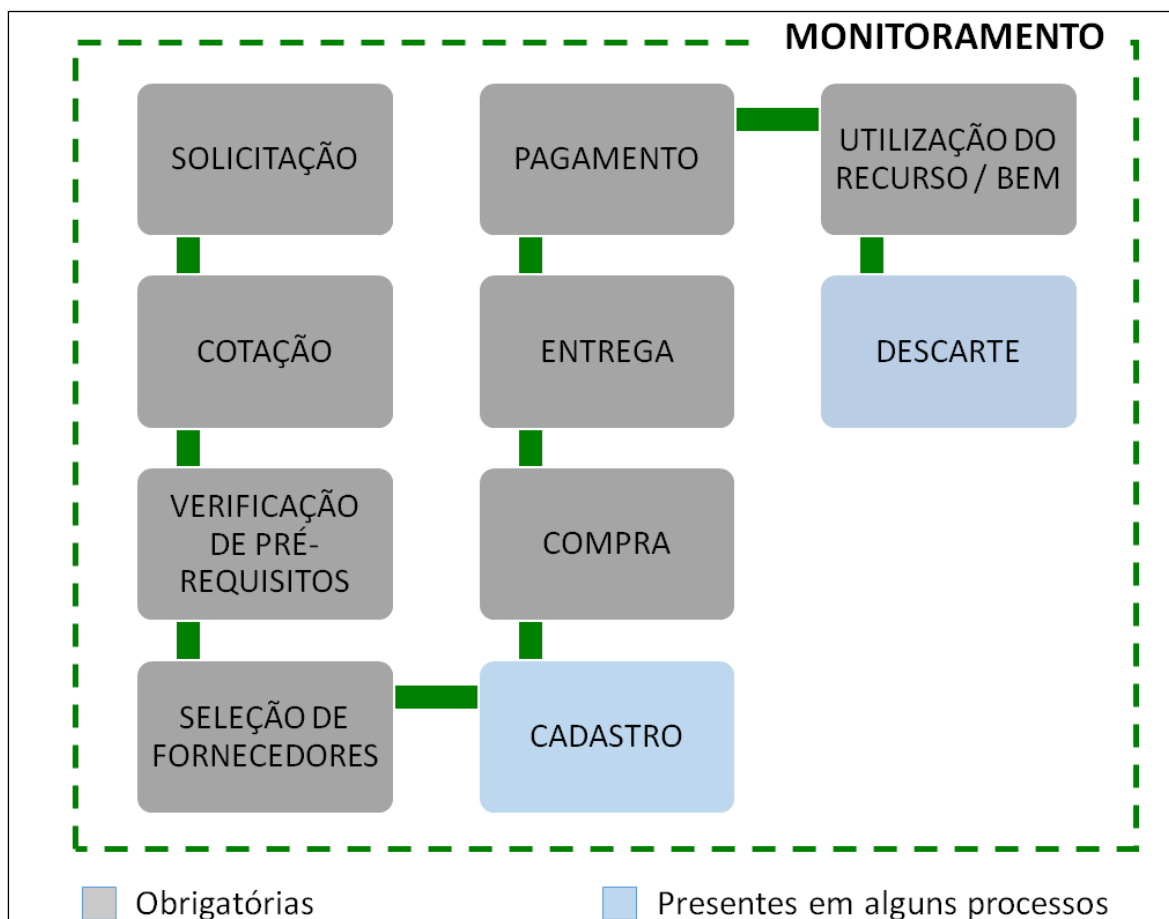 MONITORAMENTO
SOLICITAÇÃO
COTAÇÃO
VERIFICAÇÃO
DE PRÉ-
REQUISITOS
SELEÇÃO DE
FORNECEDORES
CADASTRO
COMPRA
ENTREGA
PAGAMENTO
UTILIZAÇÃO DO
RECURSO / BEM
DESCARTE
Obrigatórias
Presentes em alguns processos